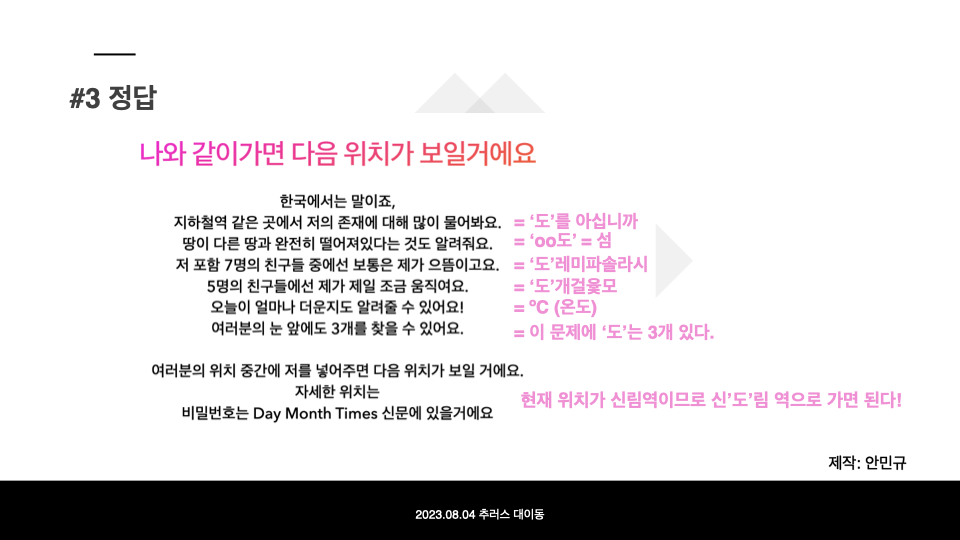 #3 정답
나와 같이가면 다음 위치가 보일거에요
한국에서는 말이죠,
지하철역 같은 곳에서 저의 존재에 대해 많이 물어봐요. = ‘도’를 아십니까
땅이 다른 땅과 완전히 떨어져있다는 것도 알려줘요. = ‘oo도’ = 섬
저 포함 7명의 친구들 중에선 보통은 제가 으뜸이고요. = ‘도’레미파솔라시
5명의 친구들에선 제가 제일 조금 움직여요. = ‘도’개걸윷모
오늘이 얼마나 더운지도 알려줄 수 있어요! = ºC (온도)
여러분의 눈 앞에도 3개를 찾을 수 있어요. = 이 문제에 ‘도’는 3개 있다.
여러분의 위치 중간에 저를 넣어주면 다음 위치가 보일 거에요.
자세한 위치는
비밀번호는 Day Month Times 신문에 있을거에요
현재 위치가 신림역이므로 신’도’림 역으로 가면 된다!
제작: 안민규
2023.08.04 추러스 대이동